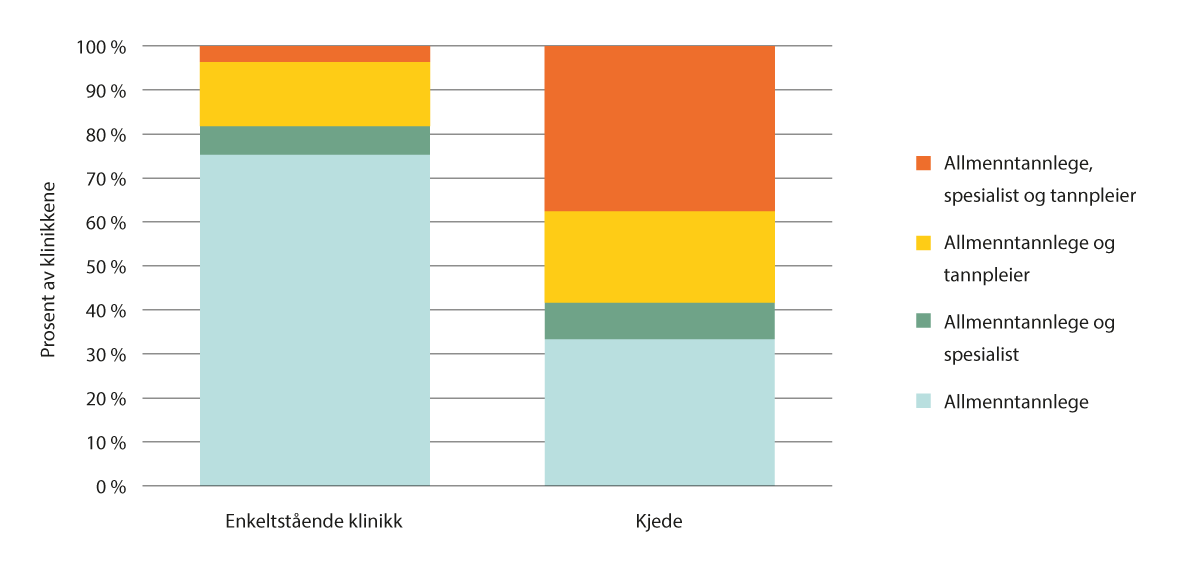 100 %
90 %
80 %
70 %
60 %
50 %
40 %
30 %
20 %
10 %
0 %
Prosent av klinikkene
Enkeltstående klinikk
Kjede
Allmenntannlege,
spesialist og tannpleier
Allmenntannlege og
tannpleier
Allmenntannlege og
spesialist
Allmenntannlege